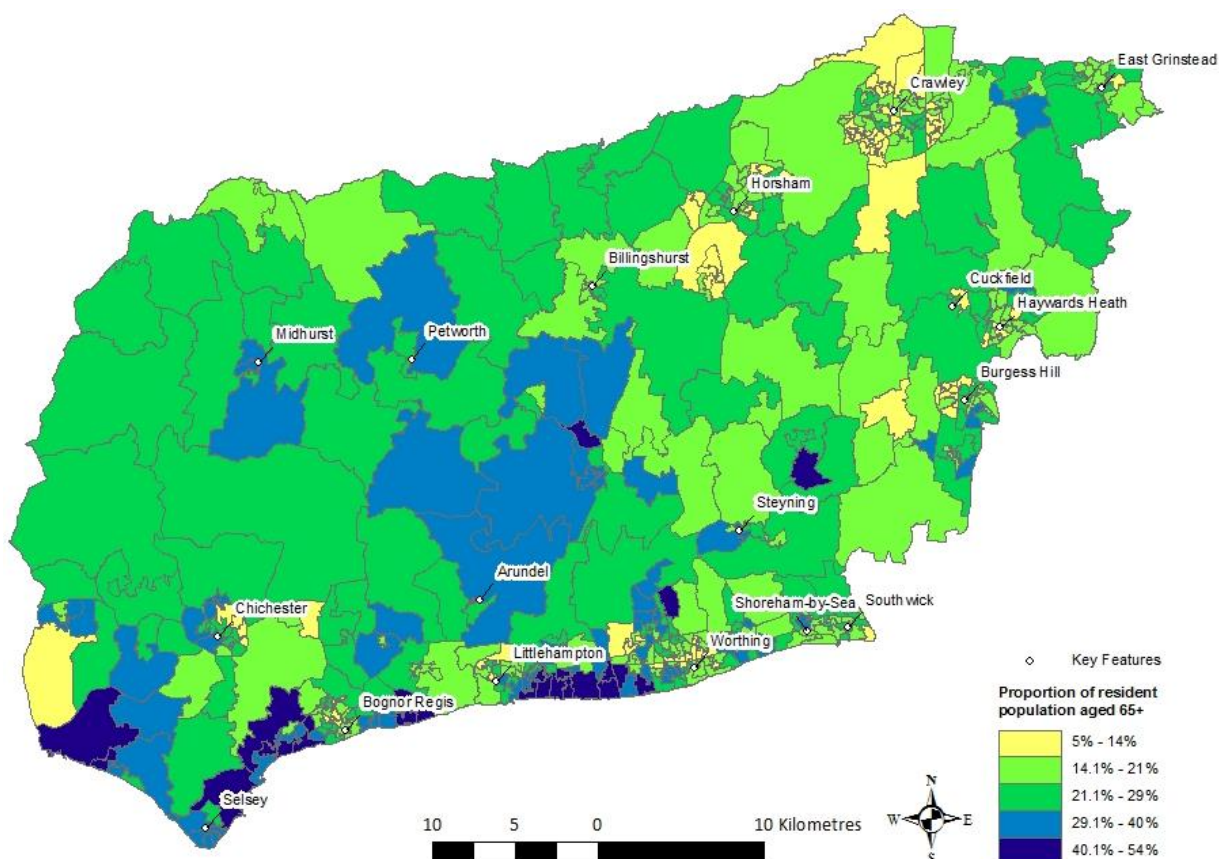 East Grinstead
Crawley
Horsham
Billingshurst
Cuckfield
Haywards Heath
Midhurst
Petworth
Burgess Hill
Steyning
Arundel
Chichester
Shoreham-by-Sea
Southwick
Worthing
Littlehampton
Bognor Regis
Selsey
Key Features
Proportion of resident
population aged 65+
5% - 14%
14.1% - 21%
21.1% - 29%
29.1% - 40%
40.1% - 54%
N
W E
S
10 5 0 10 Kilometres